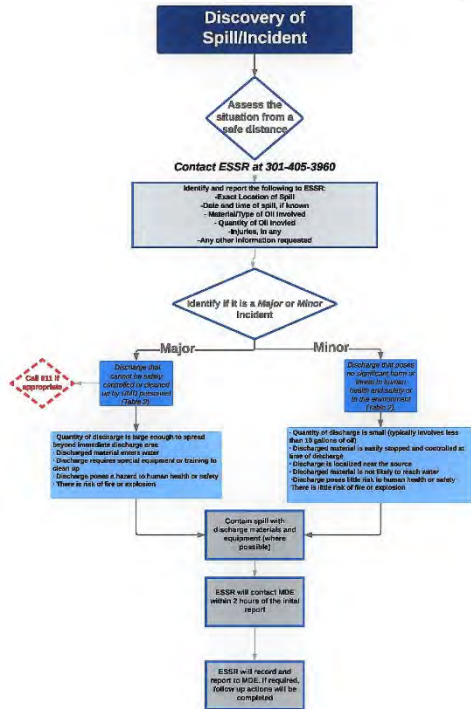 Discovery of
Spill/Incident
Assess the
situation from a
safe distance
Contact ESSR at 301-405-3960
Identify and report the following to ESSR:
-Exact Location of Spill
-Date and time of spill, if known
- Material/Type of Oil Involved
- Quantity of Oil Inovled
-Injuries, in any
-Any other information requested
Identify if it is a Major or Minor
Incident
Major
Minor
Call 911 if
appropriate
Discharge that
cannot be safely
controlled or cleaned
up by UMD personnel
(Table 2)
Discharge that poses
no significant harm or
threat to human
health and safety or
to the environment
(Table 2)
- Quantity of discharge is large enough to spread
beyond immediate discharge area
- Discharged material enters water
- Discharge requires special equipment or training to
clean up
- Discharge poses a hazard to human health or safety
- There is risk of fire or explosion
- Quantity of discharge is small (typically involves less
than 10 gallons of oil)
- Discharged material is easily stopped and controlled at
time of discharge
- Discharge is localized near the source
- Discharged material is not likely to reach water
- Discharge poses little risk to human health or safety
There is little risk of fire or explosion
Contain spill with
discharge materials and
equipment (where
possible)
ESSR will contact MDE
within 2 hours of the inital
report
ESSR will record and
report to MDE. If required,
follow up actions will be
completed